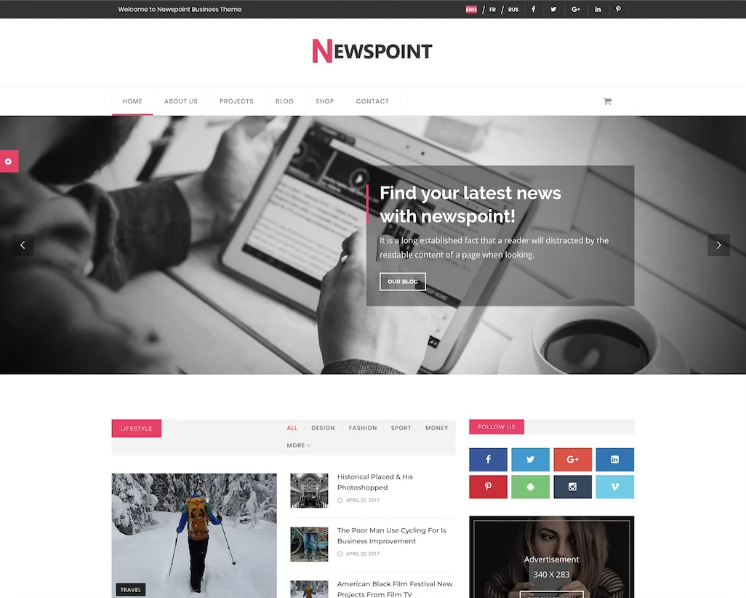 Welcome to Newspoint Business Theme
ENG / FR / RUS
NEWSPOINT
HOME ABOUT US PROJECTS BLOG SHOP CONTACT
Find your latest news
with newspoint!
It is a long established fact that a reader will distracted by the
readable content of a page when looking.
OUR BLOG
LIFESTYLE
ALL DESIGN FASHION SPORT MONEY
MORE
FOLLOW US
Historical Placed & His
Photoshopped
APRIL 01, 2017
The Poor Man Use Cycling For Is
Business Improvement
APRIL 02, 2017
American Black Film Festival New
Projects From Film TV
TRAVEL
Advertisement
340 X 283